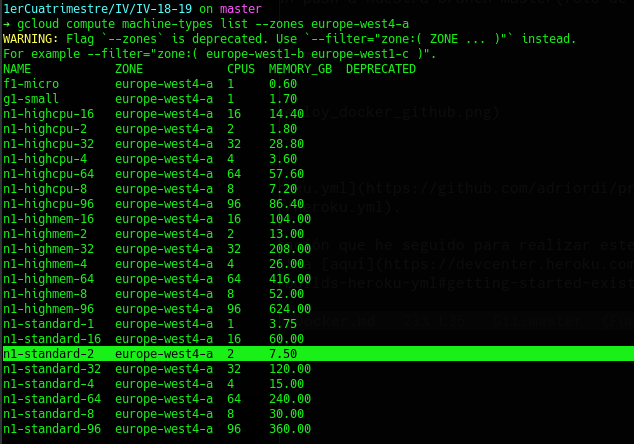 1erCuatrimestre/IV/IV-18-19 on master
→ gcloud compute machine-types list --zones europe-west4-a
WARNING: Flag `--zones` is deprecated. Use `--filter="zone:( ZONE ... )"` instead.
For example --filter="zone:( europe-west1-b europe-west1-c )".
NAME ZONE CPUS MEMORY_GB DEPRECATED
f1-micro europe-west4-a 1 0.60
g1-small europe-west4-a 1 1.70
n1-highcpu-16 europe-west4-a 16 14.40
n1-highcpu-2 europe-west4-a 2 1.80
n1-highcpu-32 europe-west4-a 32 28.80
n1-highcpu-4 europe-west4-a 4 3.60
n1-highcpu-64 europe-west4-a 64 57.60
n1-highcpu-8 europe-west4-a 8 7.20
n1-highcpu-96 europe-west4-a 96 86.40
n1-highmem-16 europe-west4-a 16 104.00
n1-highmem-2 europe-west4-a 2 13.00
n1-highmem-32 europe-west4-a 32 208.00
n1-highmem-4 europe-west4-a 4 26.00
n1-highmem-64 europe-west4-a 64 416.00
n1-highmem-8 europe-west4-a 8 52.00
n1-highmem-96 europe-west4-a 96 624.00
n1-standard-1 europe-west4-a 1 3.75
n1-standard-16 europe-west4-a 16 60.00
n1-standard-2 europe-west4-a 2 7.50
n1-standard-32 europe-west4-a 32 120.00
n1-standard-4 europe-west4-a 4 15.00
n1-standard-64 europe-west4-a 64 240.00
n1-standard-8 europe-west4-a 8 30.00
n1-standard-96 europe-west4-a 96 360.00